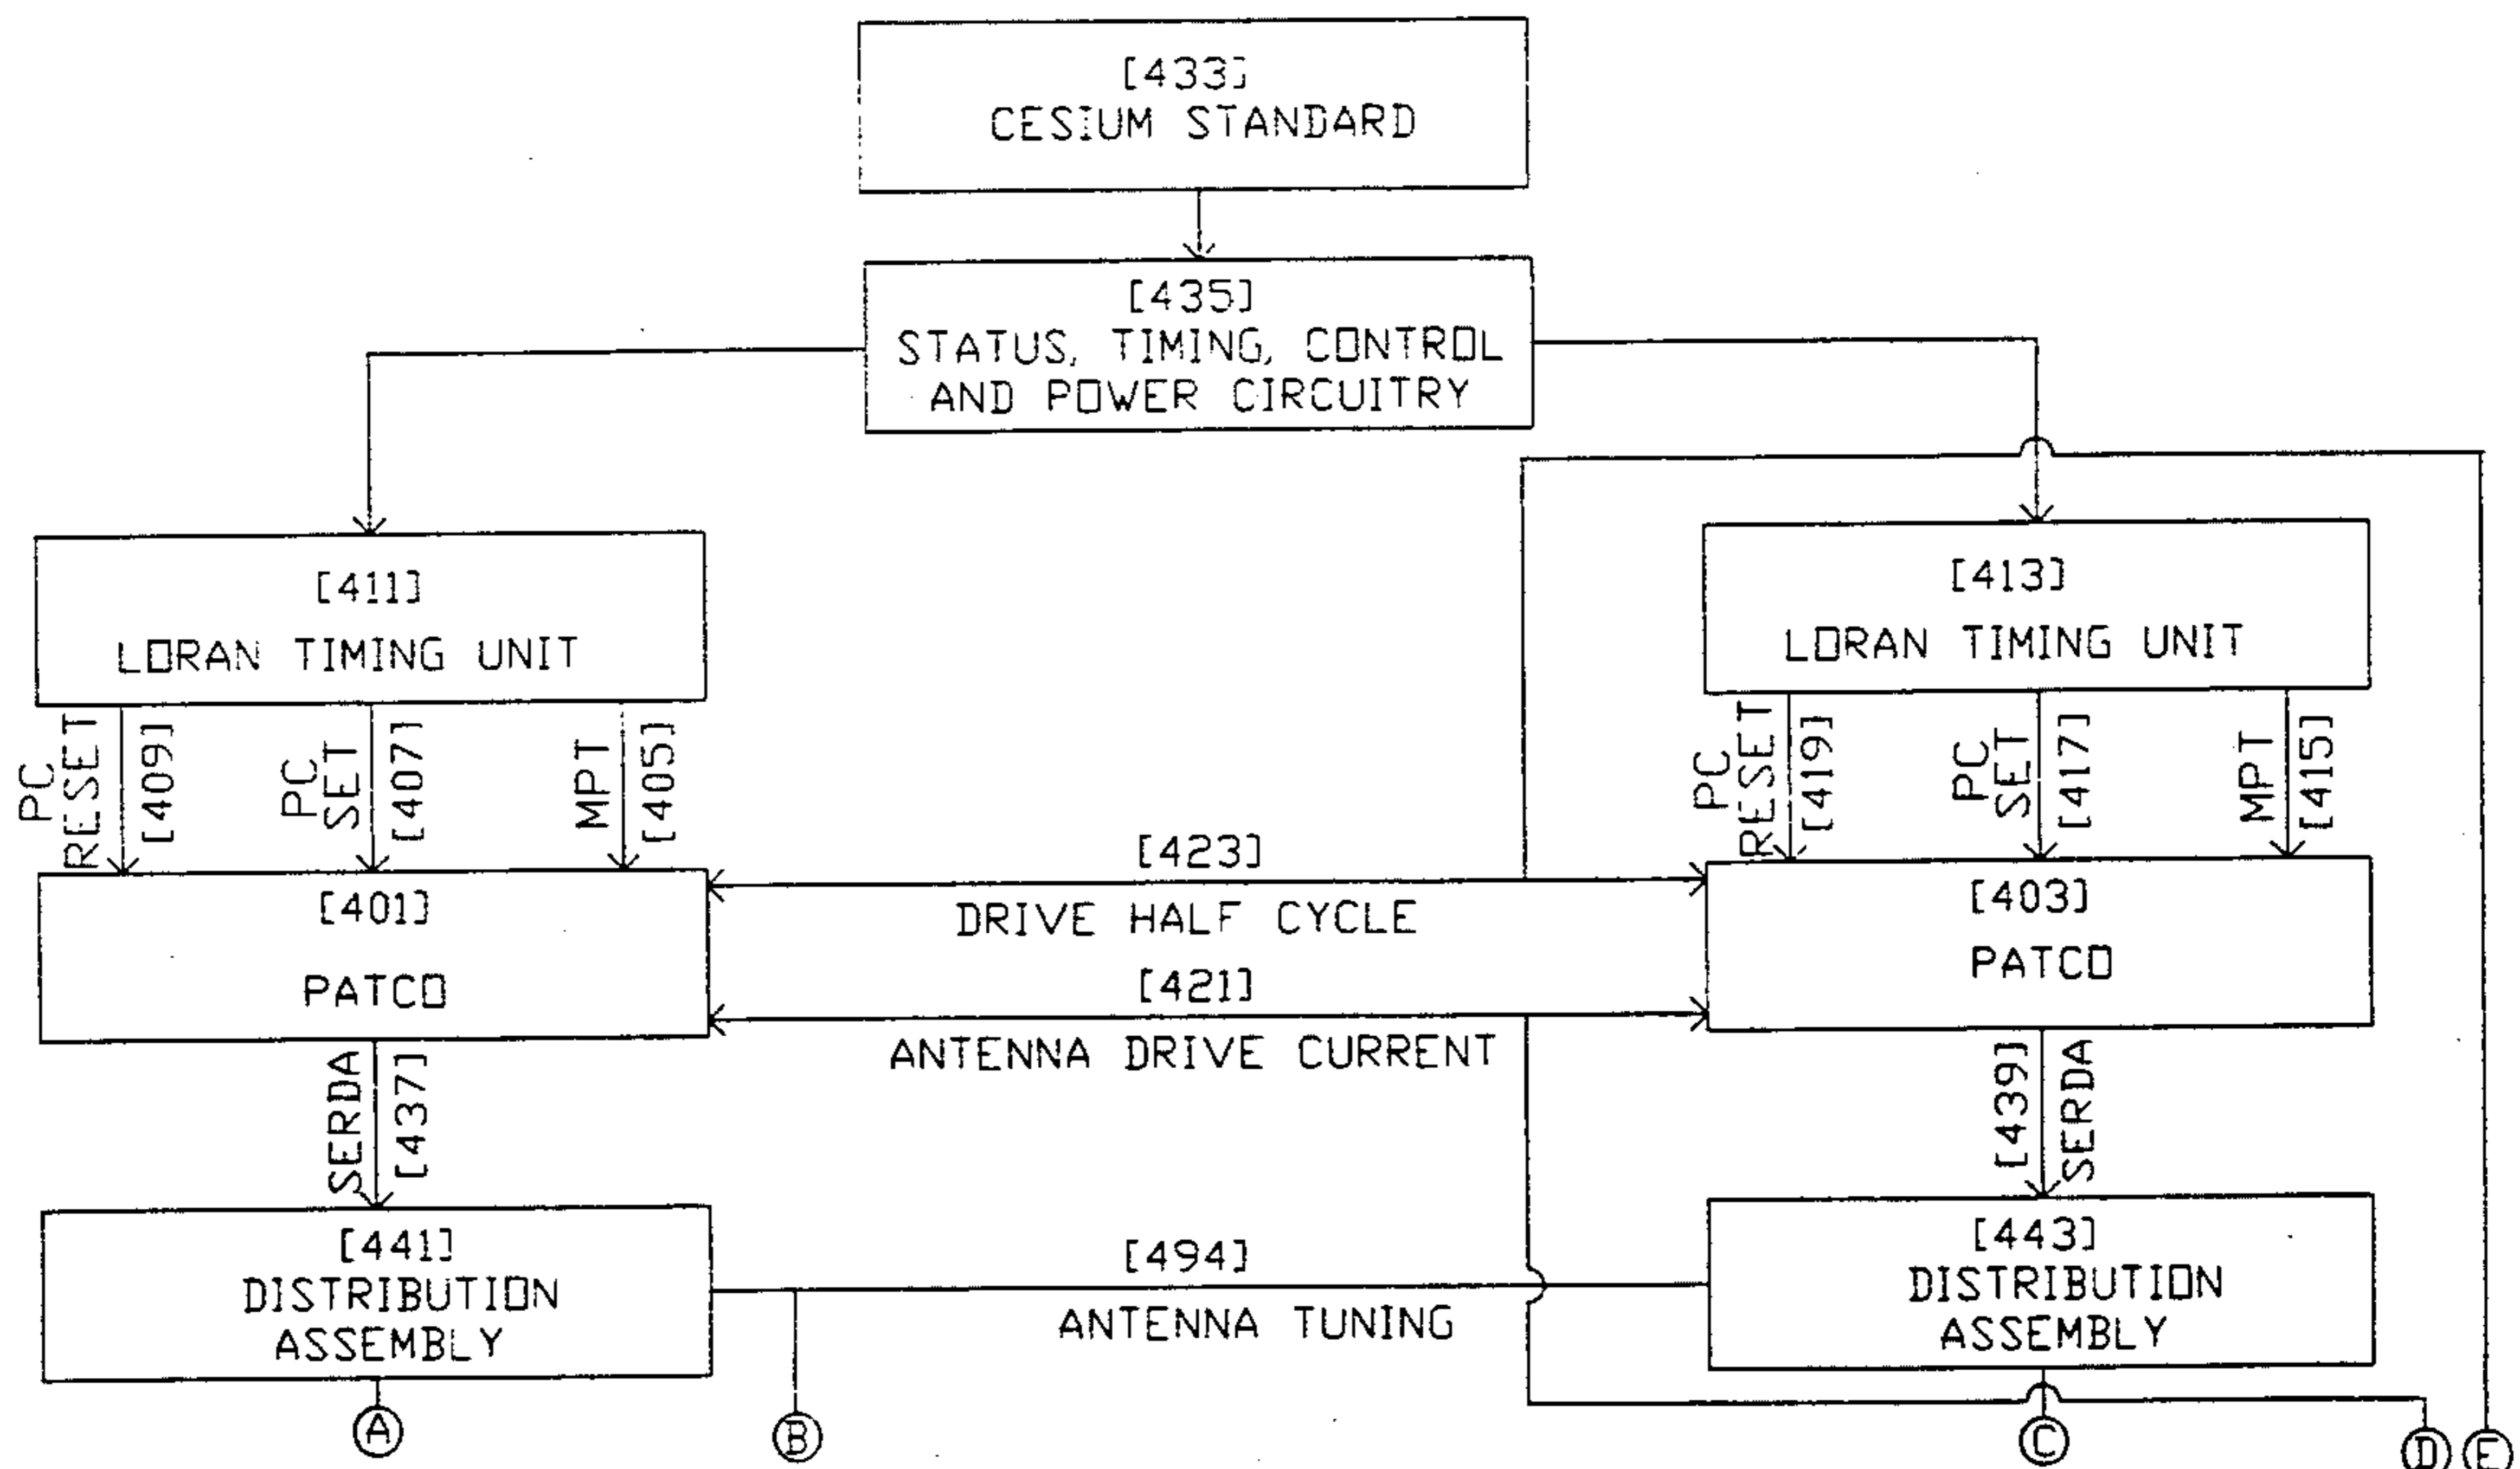 [433]
CESIUM STANDARD
[435]
STATUS, TIMING, CONTROL
AND POWER CIRCUITRY
[411]
LORAN TIMING UNIT
[413]
LORAN TIMING UNIT
PC
RESET
[409]
PC
SET
[407]
MPT
[405]
PC
RESET
[419]
PC
SET
[417]
MPT
[415]
[401]
PATCO
[423]
DRIVE HALF CYCLE
[421]
ANTENNA DRIVE CURRENT
[403]
PATCO
SERDA
[437]
[439]
SERDA
[441]
DISTRIBUTION
ASSEMBLY
[494]
ANTENNA TUNING
[443]
DISTRIBUTION
ASSEMBLY
A
B
C
D
E